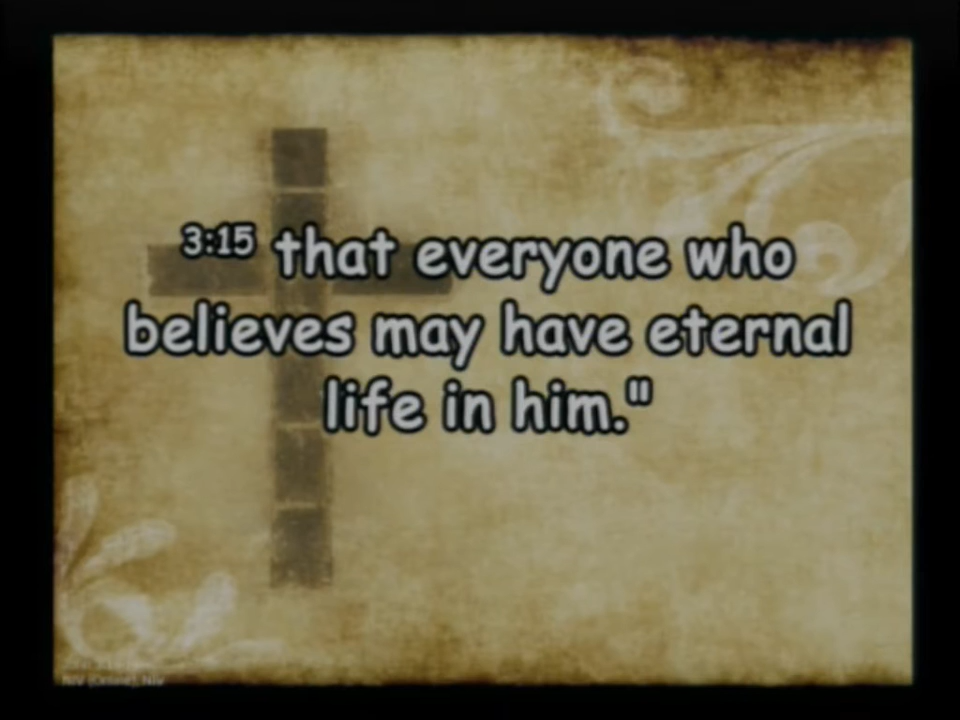 3:15 that everyone who
believes may have eternal
life in him."